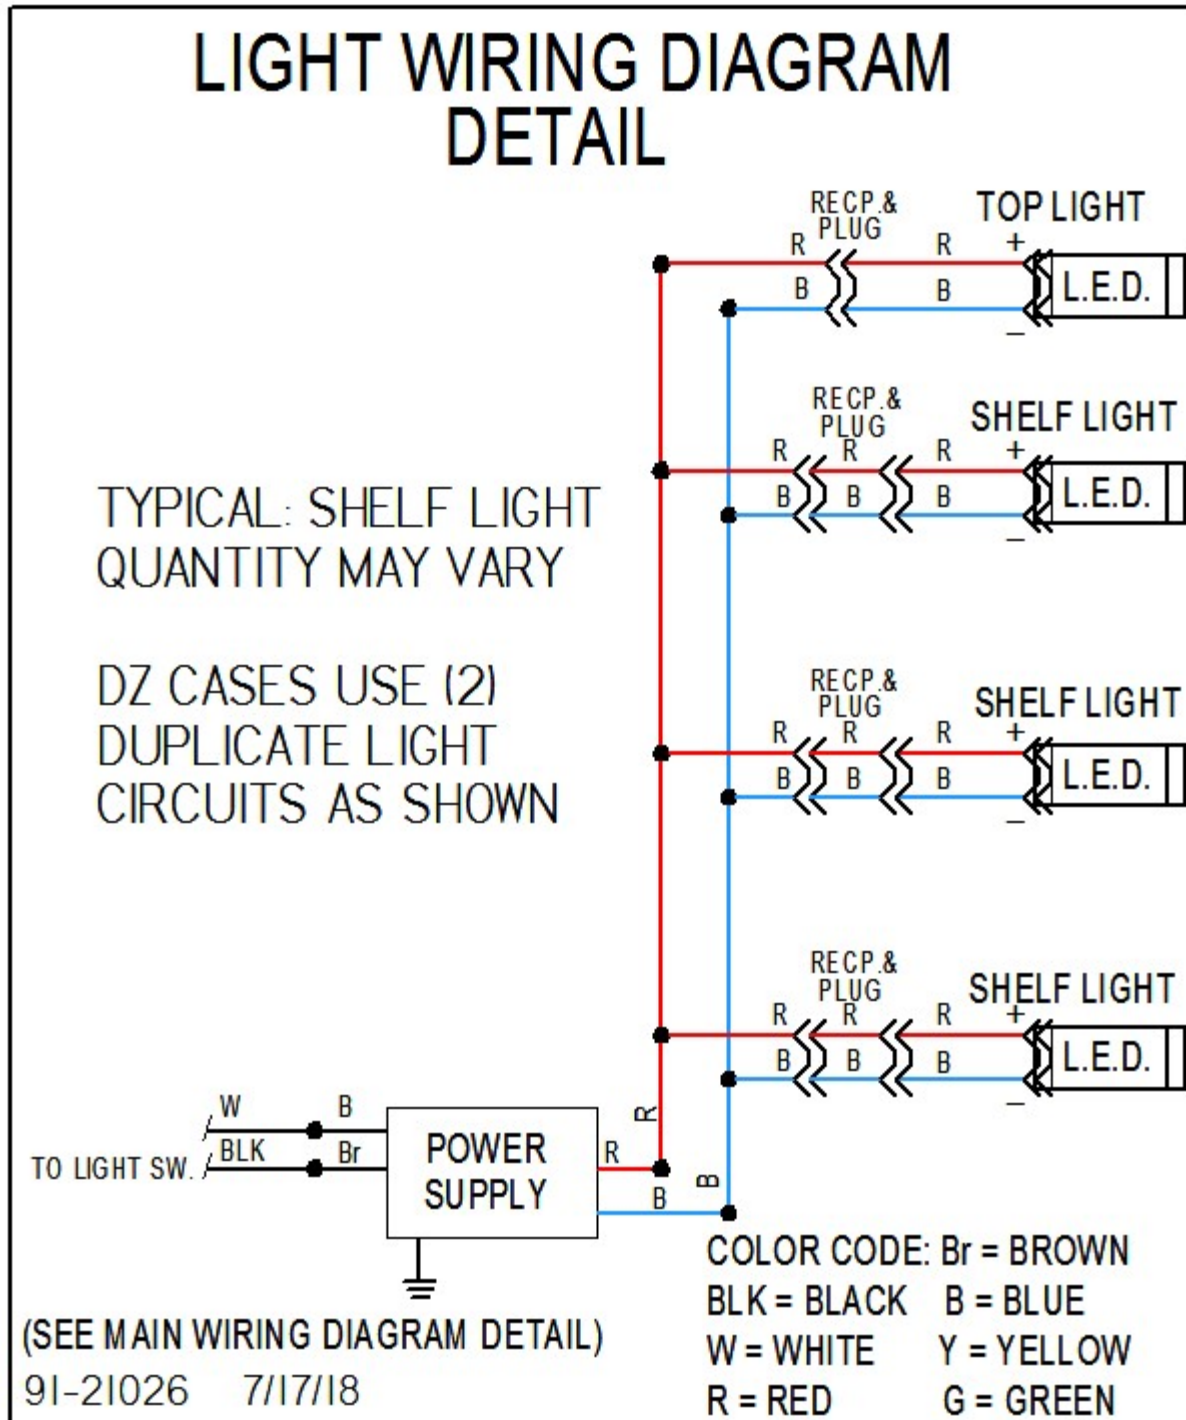 LIGHT WIRING DIAGRAM
DETAIL
RECP.&
PLUG
TOP LIGHT
R
R
+
B
B
L.E.D.
–
RECP.&
PLUG
SHELF LIGHT
R
R
R
+
B
B
B
L.E.D.
–
TYPICAL: SHELF LIGHT
QUANTITY MAY VARY
DZ CASES USE (2)
DUPLICATE LIGHT
CIRCUITS AS SHOWN
RECP.&
PLUG
SHELF LIGHT
R
R
R
+
B
B
B
L.E.D.
–
RECP.&
PLUG
SHELF LIGHT
R
R
R
+
B
B
B
L.E.D.
–
W
B
BLK
Br
TO LIGHT SW.
POWER
SUPPLY
R
R
B
B
COLOR CODE: Br = BROWN
BLK = BLACK B = BLUE
W = WHITE Y = YELLOW
R = RED G = GREEN
(SEE MAIN WIRING DIAGRAM DETAIL)
91-21026 7/17/18